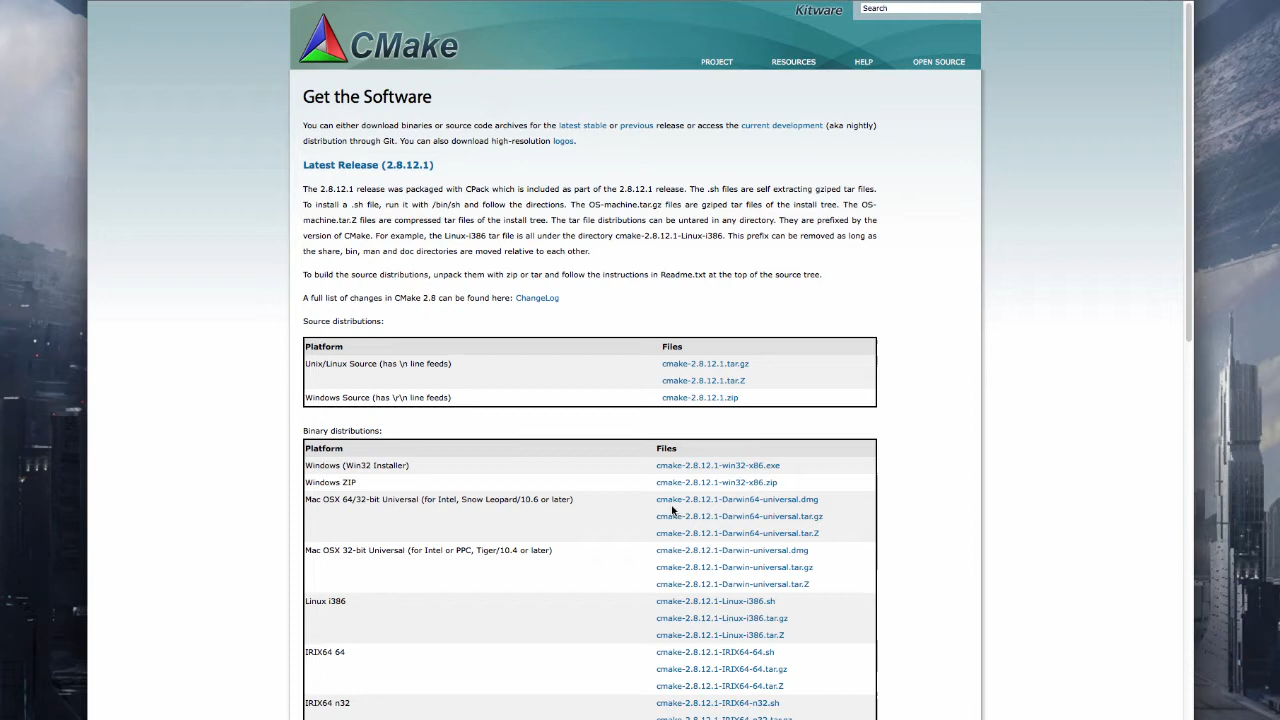 Kitware
Search
CMake
PROJECT RESOURCES HELP OPEN SOURCE
Get the Software
You can either download binaries or source code archives for the latest stable or previous release or access the current development (aka nightly)
distribution through Git. You can also download high-resolution logos.
Latest Release (2.8.12.1)
The 2.8.12.1 release was packaged with CPack which is included as part of the 2.8.12.1 release. The .sh files are self extracting gziped tar files.
To install a .sh file, run it with /bin/sh and follow the directions. The OS-machine.tar.gz files are gziped tar files of the install tree. The OS-
machine.tar.Z files are compressed tar files of the install tree. The tar file distributions can be untared in any directory. They are prefixed by the
version of CMake. For example, the Linux-i386 tar file is all under the directory cmake-2.8.12.1-Linux-i386. This prefix can be removed as long as
the share, bin, man and doc directories are moved relative to each other.
To build the source distributions, unpack them with zip or tar and follow the instructions in Readme.txt at the top of the source tree.
A full list of changes in CMake 2.8 can be found here: ChangeLog
Source distributions:
Platform Files
Unix/Linux Source (has \n line feeds) cmake-2.8.12.1.tar.gz
cmake-2.8.12.1.tar.Z
Windows Source (has \r\n line feeds) cmake-2.8.12.1.zip
Binary distributions:
Platform Files
Windows (Win32 Installer) cmake-2.8.12.1-win32-x86.exe
Windows ZIP cmake-2.8.12.1-win32-x86.zip
Mac OSX 64/32-bit Universal (for Intel, Snow Leopard/10.6 or later) cmake-2.8.12.1-Darwin64-universal.dmg
cmake-2.8.12.1-Darwin64-universal.tar.gz
cmake-2.8.12.1-Darwin64-universal.tar.Z
Mac OSX 32-bit Universal (for Intel or PPC, Tiger/10.4 or later) cmake-2.8.12.1-Darwin-universal.dmg
cmake-2.8.12.1-Darwin-universal.tar.gz
cmake-2.8.12.1-Darwin-universal.tar.Z
Linux i386 cmake-2.8.12.1-Linux-i386.sh
cmake-2.8.12.1-Linux-i386.tar.gz
cmake-2.8.12.1-Linux-i386.tar.Z
IRIX64 64 cmake-2.8.12.1-IRIX64-64.sh
cmake-2.8.12.1-IRIX64-64.tar.gz
cmake-2.8.12.1-IRIX64-64.tar.Z
IRIX64 n32 cmake-2.8.12.1-IRIX64-n32.sh
cmake-2.8.12.1-IRIX64-n32.tar.gz